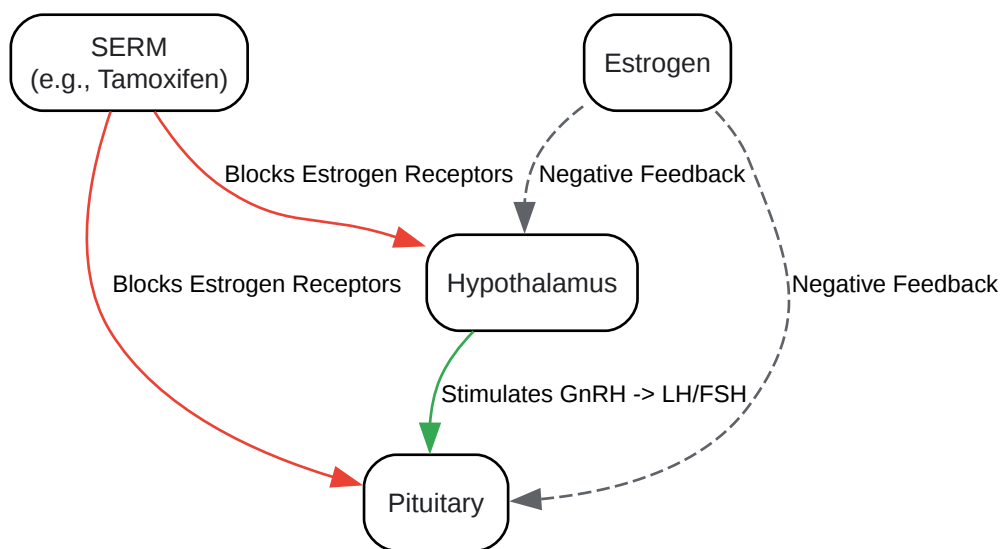 SERM
(e.g., Tamoxifen)
Estrogen
Blocks Estrogen Receptors
Negative Feedback
Hypothalamus
Blocks Estrogen Receptors
Negative Feedback
Stimulates GnRH -> LH/FSH
Pituitary